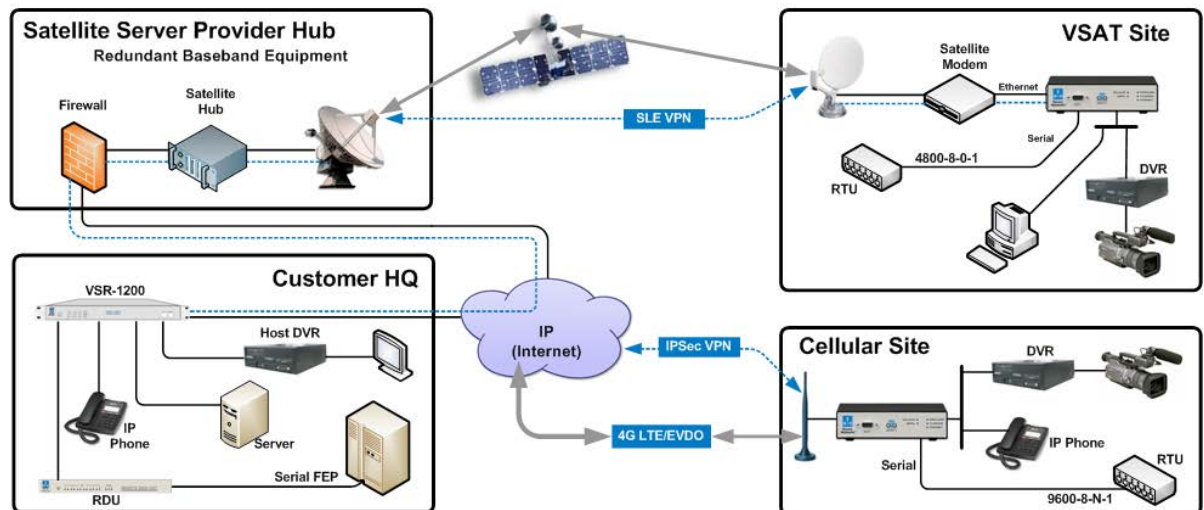 Satellite Server Provider Hub
Redundant Baseband Equipment
Firewall
Satellite
Hub
SLE VPN
VSAT Site
Satellite
Modem
Ethernet
Serial
4800-8-0-1
RTU
DVR
Customer HQ
VSR-1200
Host DVR
IP
Phone
Server
Serial FEP
RDU
IP
(Internet)
IPSec VPN
4G LTE/EVDO
Cellular Site
DVR
IP Phone
Serial
RTU
9600-8-N-1